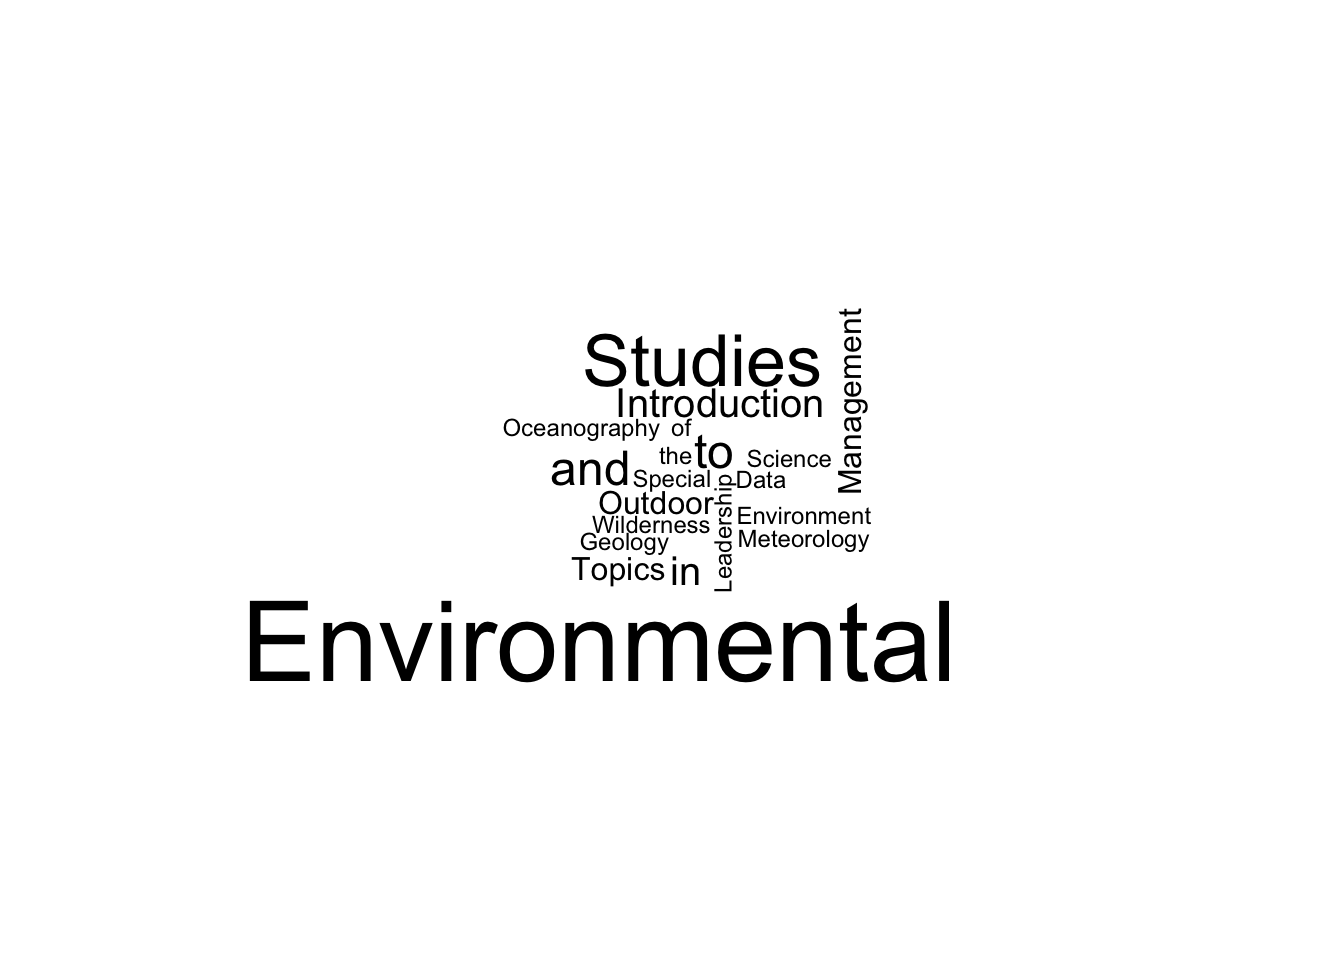 Management
Studies
Introduction
Oceanography of
the to Science
and Special Data
Outdoor
Leadership
Wilderness Environment
Geology Meteorology
Topics in
Environmental